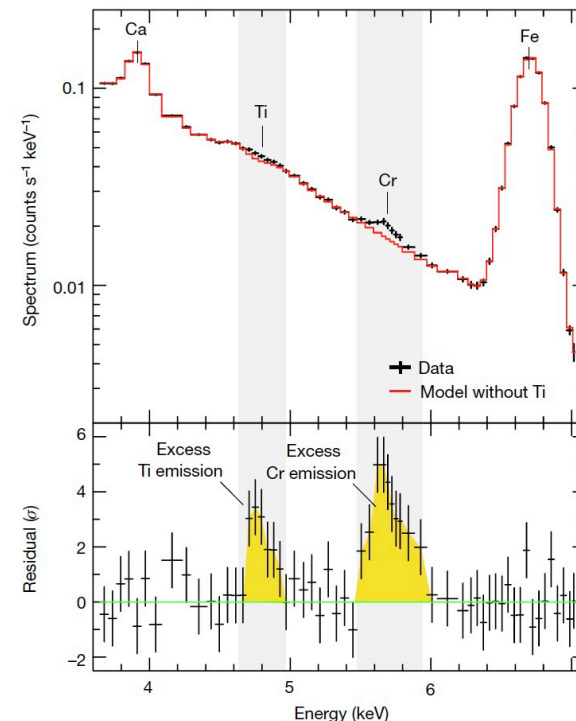 Ca
Fe
0.1
Ti
Cr
Spectrum (counts s⁻¹ keV⁻¹)
0.01
Data
Model without Ti
6
Excess
Ti emission
Excess
Cr emission
4
Residual (σ)
2
0
−2
4
5
6
Energy (keV)